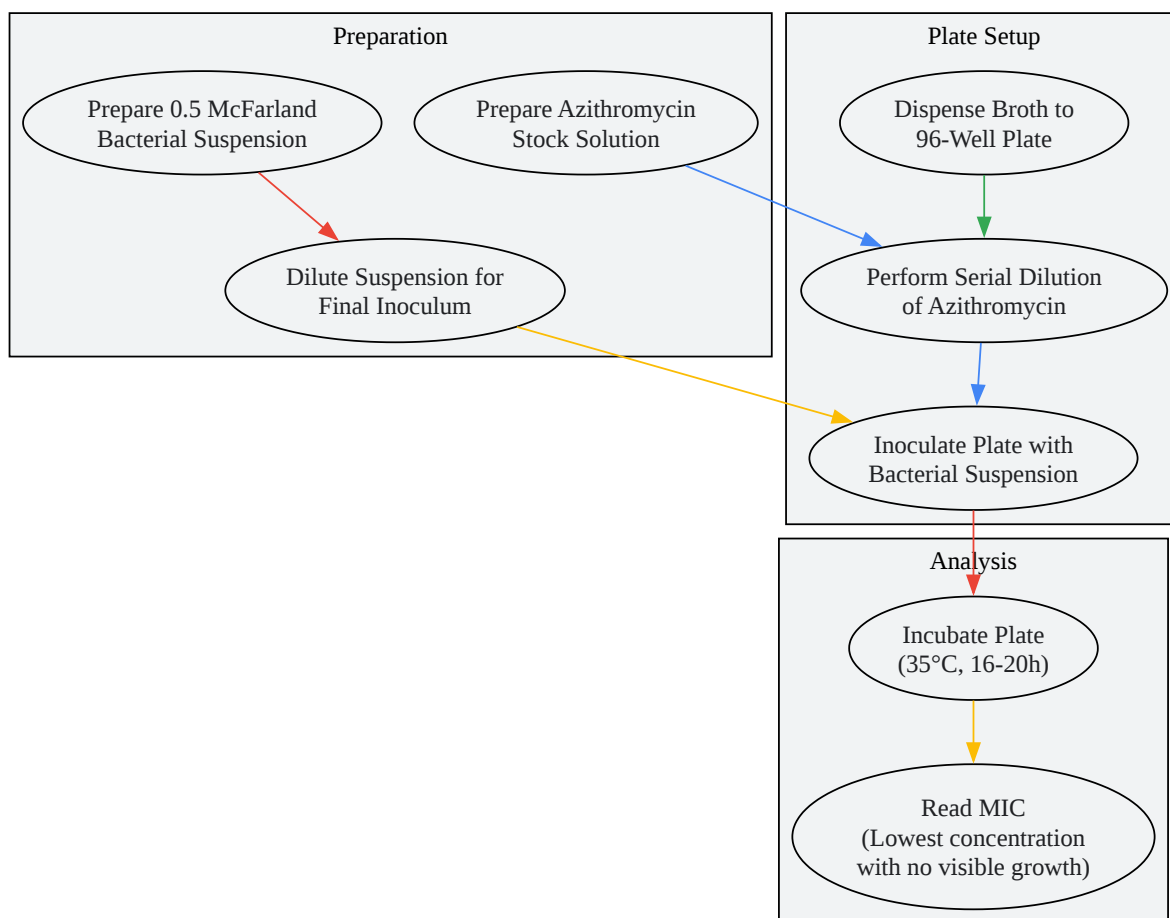 Preparation
Prepare 0.5 McFarland
Bacterial Suspension
Prepare Azithromycin
Stock Solution
Dilute Suspension for
Final Inoculum
Plate Setup
Dispense Broth to
96-Well Plate
Perform Serial Dilution
of Azithromycin
Inoculate Plate with
Bacterial Suspension
Analysis
Incubate Plate
(35°C, 16-20h)
Read MIC
(Lowest concentration
with no visible growth)